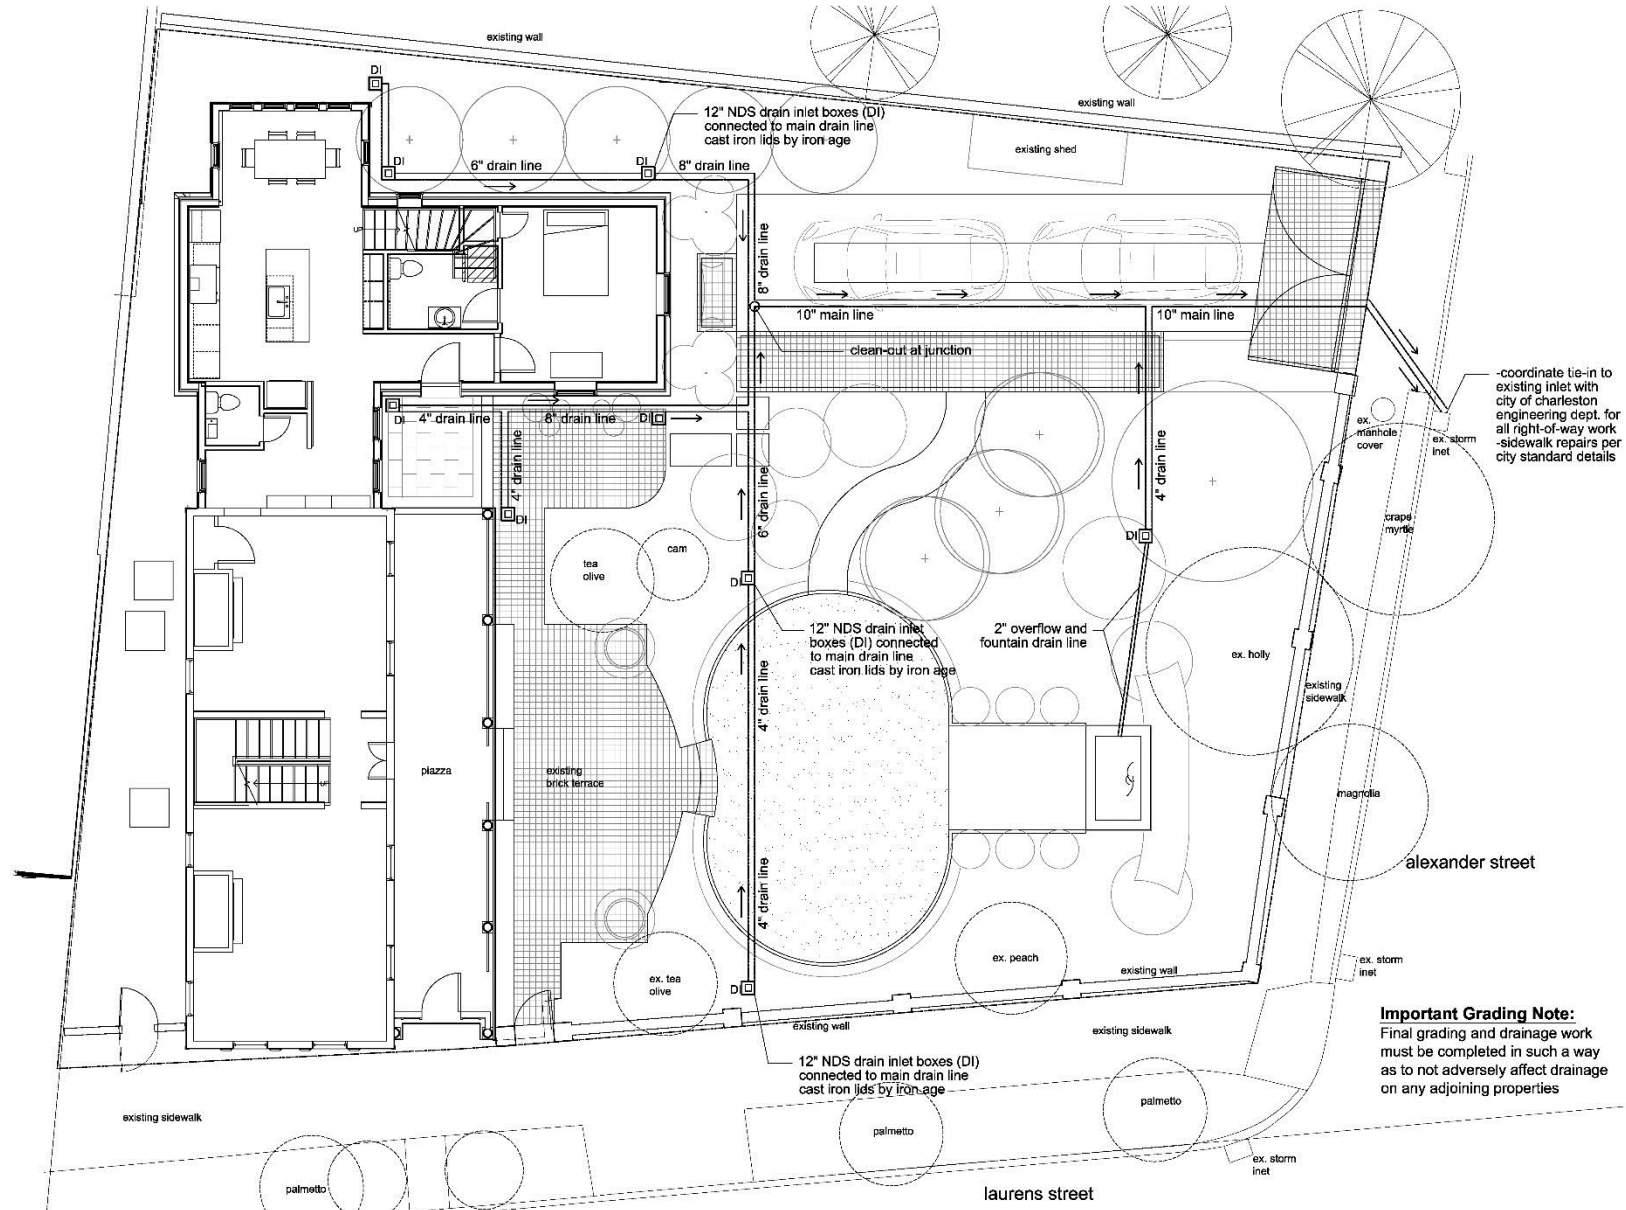 existing wall
DI
existing wall
12" NDS drain inlet boxes (DI)
connected to main drain line
cast iron lids by iron age
existing shed
DI
6" drain line
DI
8" drain line
UP
8" drain line
10" main line
10" main line
clean-out at junction
-coordinate tie-in to
existing inlet with
city of charleston
engineering dept. for
all right-of-way work
-sidewalk repairs per
city standard details
DI
4" drain line
8" drain line
DI
ex.
manhole
cover
ex. storm
inet
4" drain line
6" drain line
4" drain line
DI
crape
myrtle
DI
cam
tea
olive
DI
12" NDS drain inlet
boxes (DI) connected
to main drain line
cast iron lids by iron age
2" overflow and
fountain drain line
ex. holly
existing
sidewalk
4" drain line
piazza
existing
brick terrace
UP
magnolia
alexander street
4" drain line
ex. peach
existing wall
ex. storm
inet
ex. tea
olive
DI
existing wall
existing sidewalk
Important Grading Note:
Final grading and drainage work
must be completed in such a way
as to not adversely affect drainage
on any adjoining properties
12" NDS drain inlet boxes (DI)
connected to main drain line
cast iron lids by iron age
existing sidewalk
palmetto
palmetto
palmetto
ex. storm
inet
laurens street